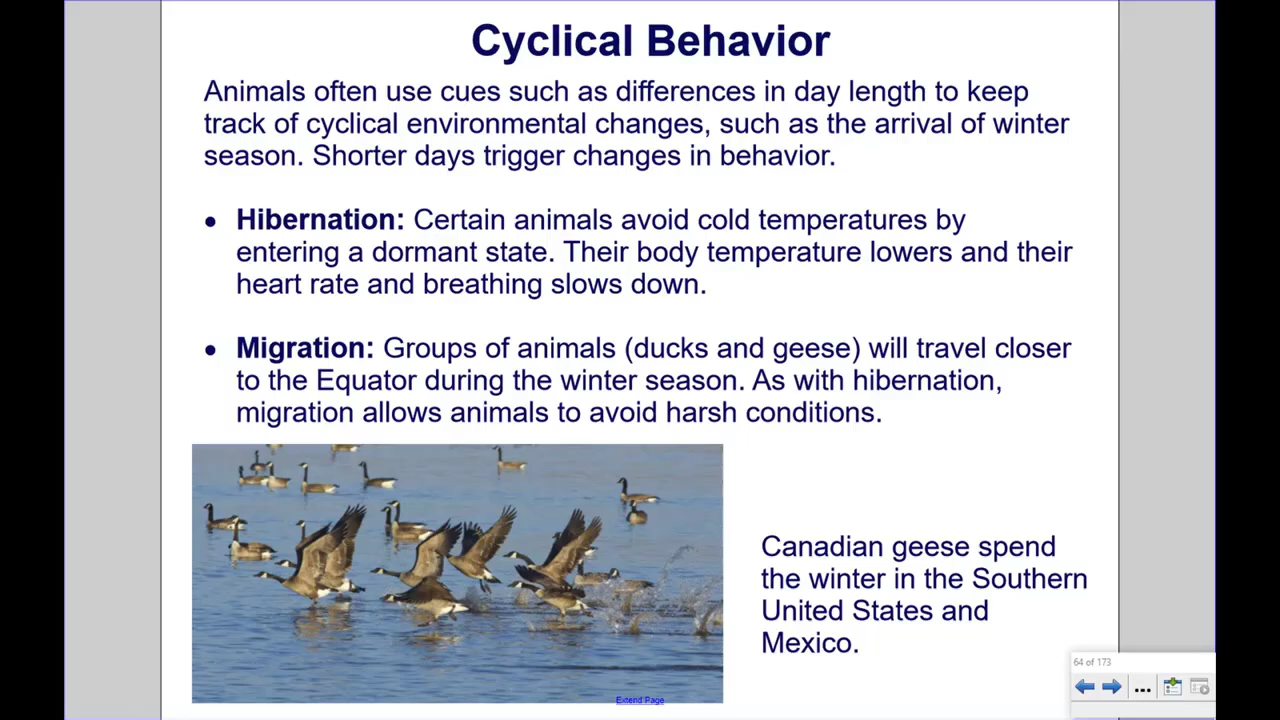 Cyclical Behavior
Animals often use cues such as differences in day length to keep
track of cyclical environmental changes, such as the arrival of winter
season. Shorter days trigger changes in behavior.
• Hibernation: Certain animals avoid cold temperatures by
entering a dormant state. Their body temperature lowers and their
heart rate and breathing slows down.
• Migration: Groups of animals (ducks and geese) will travel closer
to the Equator during the winter season. As with hibernation,
migration allows animals to avoid harsh conditions.
Canadian geese spend
the winter in the Southern
United States and
Mexico.
64 of 173
...
Extend Page